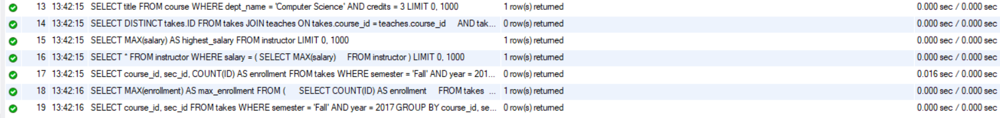 13 13:42:15 SELECT title FROM course WHERE dept_name = 'Computer Science' AND credits = 3 LIMIT 0, 1000 1 row(s) returned 0.000 sec / 0.000 sec
14 13:42:15 SELECT DISTINCT takes.ID FROM takes JOIN teaches ON takes.course_id = teaches.course_id AND tak... 0 row(s) returned 0.000 sec / 0.000 sec
15 13:42:15 SELECT MAX(salary) AS highest_salary FROM instructor LIMIT 0, 1000 1 row(s) returned 0.000 sec / 0.000 sec
16 13:42:15 SELECT * FROM instructor WHERE salary = ( SELECT MAX(salary) FROM instructor ) LIMIT 0, 1000 1 row(s) returned 0.000 sec / 0.000 sec
17 13:42:15 SELECT course_id, sec_id, COUNT(ID) AS enrollment FROM takes WHERE semester = 'Fall' AND year = 201... 0 row(s) returned 0.016 sec / 0.000 sec
18 13:42:16 SELECT MAX(enrollment) AS max_enrollment FROM ( SELECT COUNT(ID) AS enrollment FROM takes ... 1 row(s) returned 0.000 sec / 0.000 sec
19 13:42:16 SELECT course_id, sec_id FROM takes WHERE semester = 'Fall' AND year = 2017 GROUP BY course_id, se... 0 row(s) returned 0.000 sec / 0.000 sec